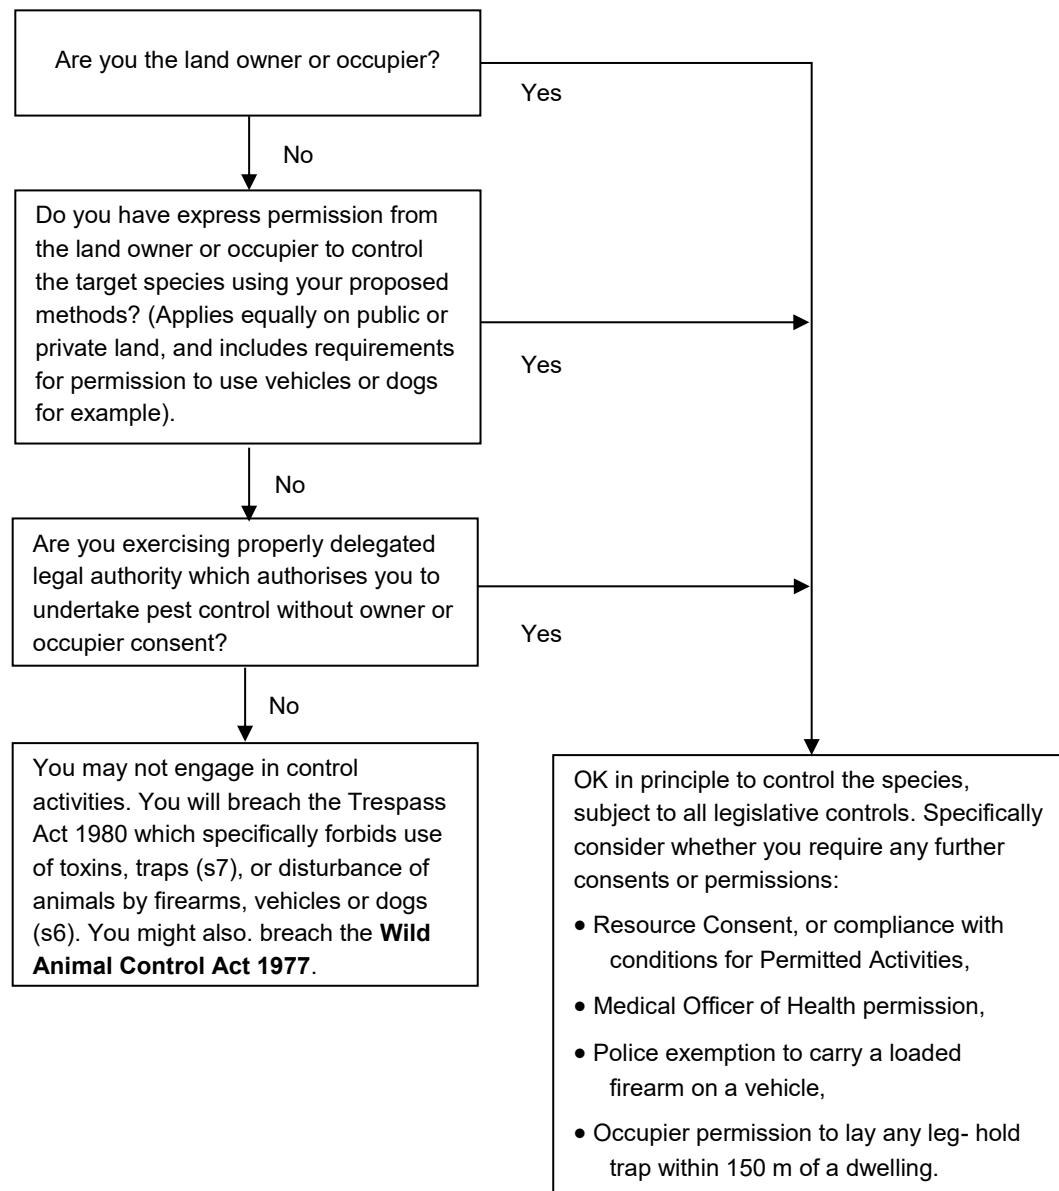 Are you the land owner or occupier?
Yes
No
Do you have express permission from
the land owner or occupier to control
the target species using your proposed
methods? (Applies equally on public or
private land, and includes requirements
for permission to use vehicles or dogs
for example).
Yes
No
Are you exercising properly delegated
legal authority which authorises you to
undertake pest control without owner or
occupier consent?
Yes
No
You may not engage in control
activities. You will breach the Trespass
Act 1980 which specifically forbids use
of toxins, traps (s7), or disturbance of
animals by firearms, vehicles or dogs
(s6). You might also. breach the Wild
Animal Control Act 1977.
OK in principle to control the species,
subject to all legislative controls. Specifically
consider whether you require any further
consents or permissions:
• Resource Consent, or compliance with
conditions for Permitted Activities,
• Medical Officer of Health permission,
• Police exemption to carry a loaded
firearm on a vehicle,
• Occupier permission to lay any leg- hold
trap within 150 m of a dwelling.